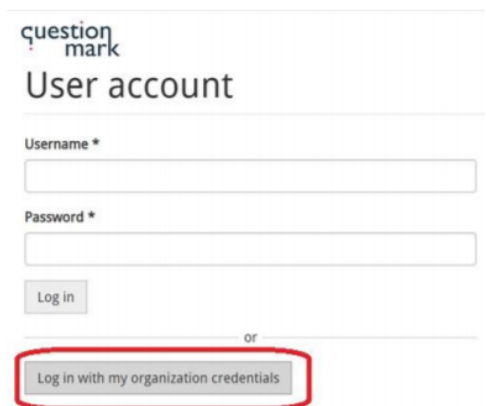 question
mark
User account
Username *
Password *
Log in
or
Log in with my organization credentials